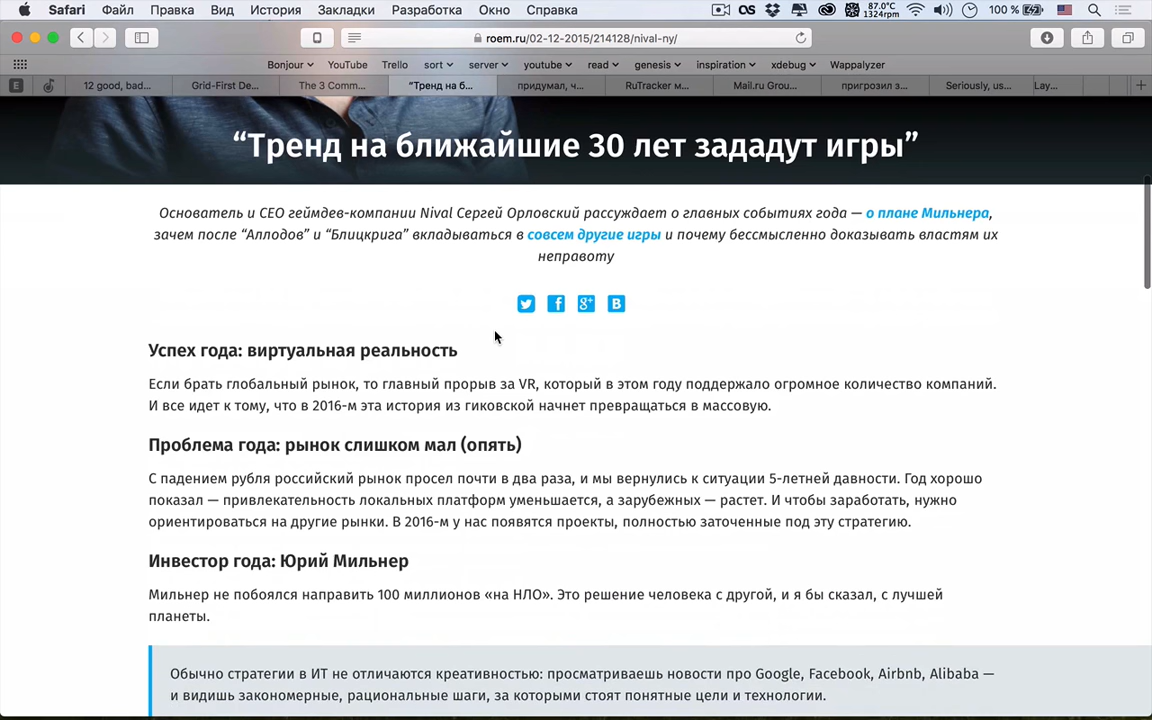 Safari Файл Правка Вид История Закладки Разработка Окно Справка 87.0°C 1324rpm 100 %
roem.ru/02-12-2015/214128/nival-ny/
Bonjour YouTube Trello sort server youtube read genesis inspiration xdebug Wappalyzer
E 12 good, bad... Grid-First De... The 3 Comm... “Тренд на б... придумал, ч... RuTracker м... Mail.ru Grou... пригрозил з... Seriously, us... Lay...
“Тренд на ближайшие 30 лет зададут игры”
Основатель и CEO геймдев-компании Nival Сергей Орловский рассуждает о главных событиях года — о плане Мильнера,
зачем после “Аллодов” и “Блицкрига” вкладываться в совсем другие игры и почему бессмысленно доказывать властям их
неправоту
Успех года: виртуальная реальность
Если брать глобальный рынок, то главный прорыв за VR, который в этом году поддержало огромное количество компаний.
И все идет к тому, что в 2016-м эта история из гиковской начнет превращаться в массовую.
Проблема года: рынок слишком мал (опять)
С падением рубля российский рынок просел почти в два раза, и мы вернулись к ситуации 5-летней давности. Год хорошо
показал — привлекательность локальных платформ уменьшается, а зарубежных — растет. И чтобы заработать, нужно
ориентироваться на другие рынки. В 2016-м у нас появятся проекты, полностью заточенные под эту стратегию.
Инвестор года: Юрий Мильнер
Мильнер не побоялся направить 100 миллионов «на НЛО». Это решение человека с другой, и я бы сказал, с лучшей
планеты.
Обычно стратегии в ИТ не отличаются креативностью: просматриваешь новости про Google, Facebook, Airbnb, Alibaba —
и видишь закономерные, рациональные шаги, за которыми стоят понятные цели и технологии.